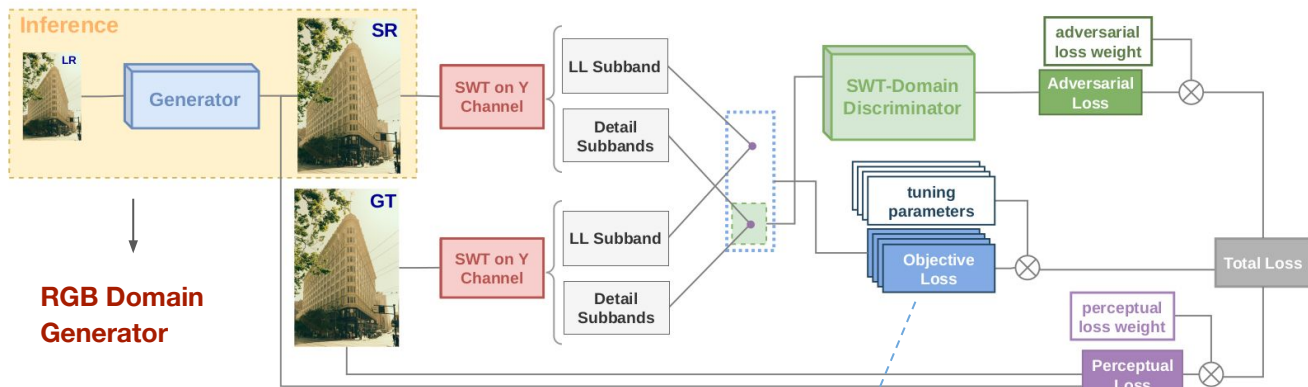 Inference
LR
Generator
SR
SWT on Y
Channel
LL Subband
Detail
Subbands
SWT-Domain
Discriminator
adversarial
loss weight
Adversarial
Loss
GT
SWT on Y
Channel
LL Subband
Detail
Subbands
tuning
parameters
Objective
Loss
Total Loss
RGB Domain
Generator
perceptual
loss weight
Perceptual
Loss